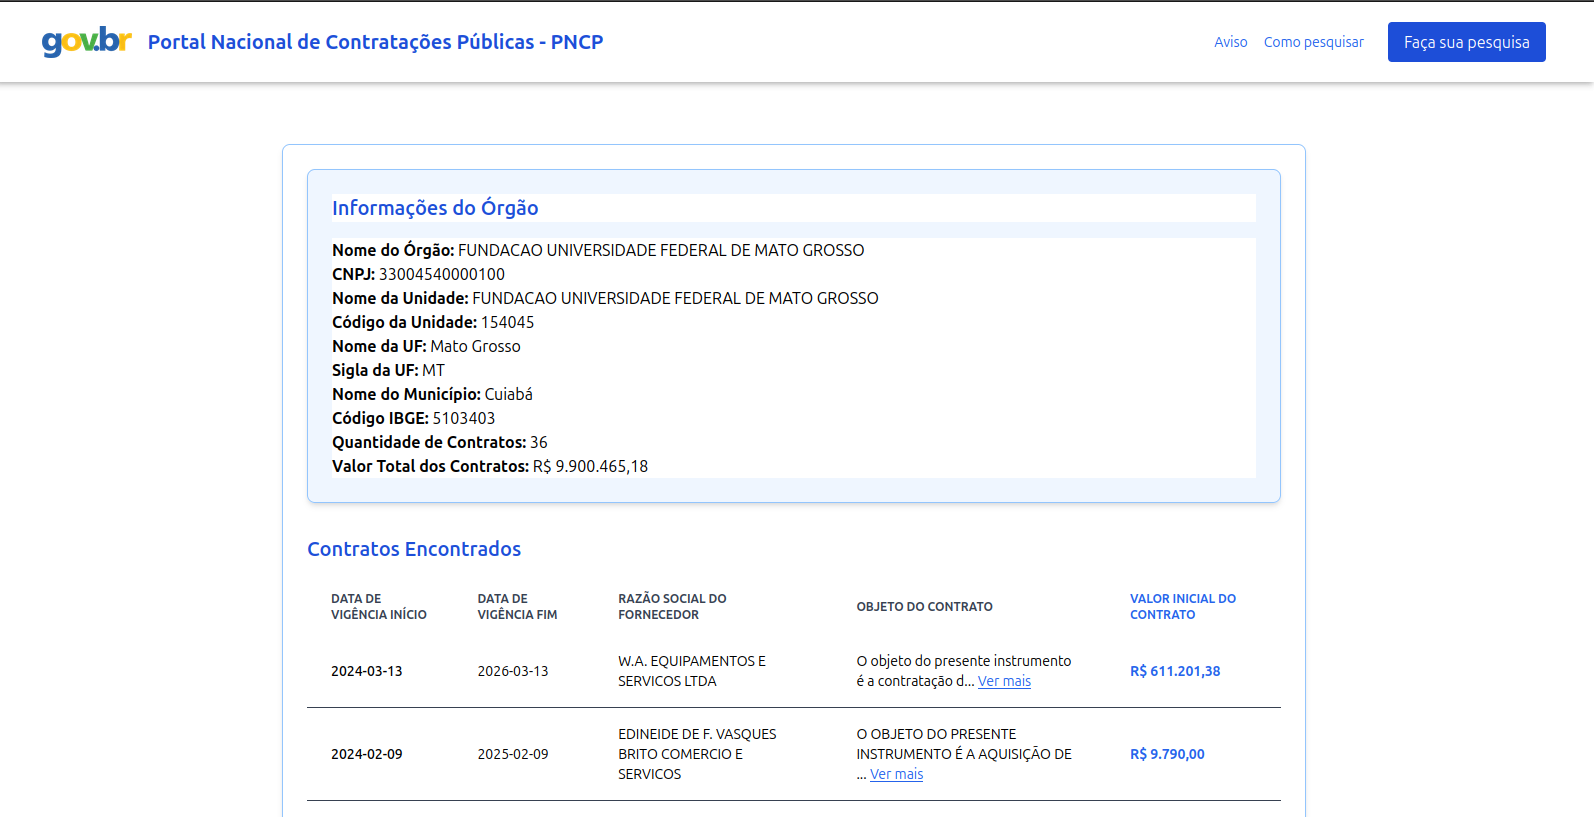 gov.br Portal Nacional de Contratações Públicas - PNCP
Aviso Como pesquisar Faça sua pesquisa
Informações do Órgão
Nome do Órgão: FUNDACAO UNIVERSIDADE FEDERAL DE MATO GROSSO
CNPJ: 33004540000100
Nome da Unidade: FUNDACAO UNIVERSIDADE FEDERAL DE MATO GROSSO
Código da Unidade: 154045
Nome da UF: Mato Grosso
Sigla da UF: MT
Nome do Município: Cuiabá
Código IBGE: 5103403
Quantidade de Contratos: 36
Valor Total dos Contratos: R$ 9.900.465,18
Contratos Encontrados
DATA DE
VIGÊNCIA INÍCIO
DATA DE
VIGÊNCIA FIM
RAZÃO SOCIAL DO
FORNECEDOR
OBJETO DO CONTRATO
VALOR INICIAL DO
CONTRATO
2024-03-13
2026-03-13
W.A. EQUIPAMENTOS E
SERVICOS LTDA
O objeto do presente instrumento
é a contratação d... Ver mais
R$ 611.201,38
2024-02-09
2025-02-09
EDINEIDE DE F. VASQUES
BRITO COMERCIO E
SERVICOS
O OBJETO DO PRESENTE
INSTRUMENTO É A AQUISIÇÃO DE
... Ver mais
R$ 9.790,00